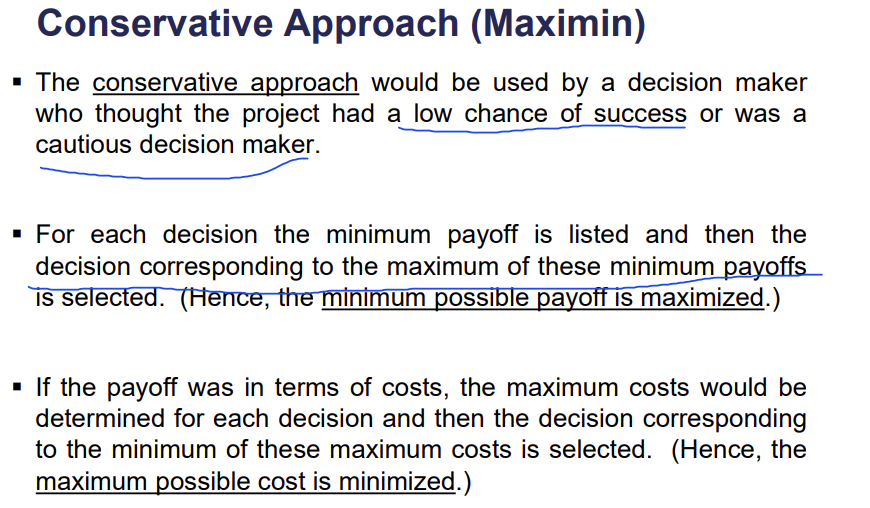 Conservative Approach (Maximin)
▪ The conservative approach would be used by a decision maker
who thought the project had a low chance of success or was a
cautious decision maker.
▪ For each decision the minimum payoff is listed and then the
decision corresponding to the maximum of these minimum payoffs
is selected. (Hence, the minimum possible payoff is maximized.)
▪ If the payoff was in terms of costs, the maximum costs would be
determined for each decision and then the decision corresponding
to the minimum of these maximum costs is selected. (Hence, the
maximum possible cost is minimized.)